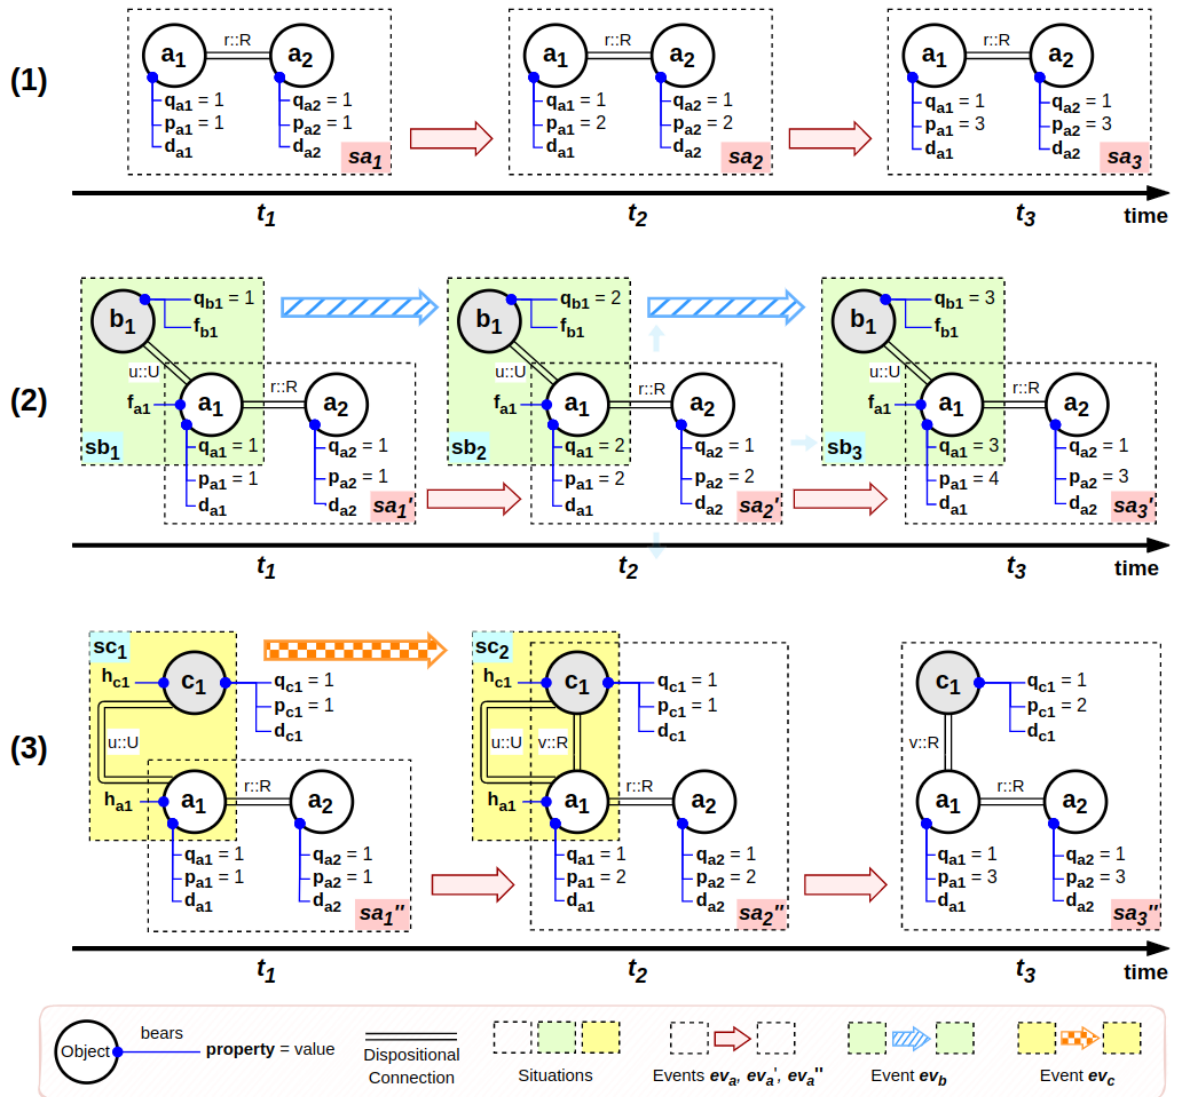 (1)
a1 r::R a2
qa1 = 1 qa2 = 1
pa1 = 1 pa2 = 1
da1 da2
sa1
a1 r::R a2
qa1 = 1 qa2 = 1
pa1 = 2 pa2 = 2
da1 da2
sa2
a1 r::R a2
qa1 = 1 qa2 = 1
pa1 = 3 pa2 = 3
da1 da2
sa3
t1 t2 t3 time
(2)
b1 qb1 = 1
fb1
u::U
fa1 a1 r::R a2
sb1 qa1 = 1 qa2 = 1
pa1 = 1 pa2 = 1
da1 da2
sa1'
b1 qb1 = 2
fb1
u::U
fa1 a1 r::R a2
sb2 qa1 = 2 qa2 = 1
pa1 = 2 pa2 = 2
da1 da2
sa2'
b1 qb1 = 3
fb1
u::U
fa1 a1 r::R a2
sb3 qa1 = 3 qa2 = 1
pa1 = 4 pa2 = 3
da1 da2
sa3'
t1 t2 t3 time
(3)
sc1
hc1 c1 qc1 = 1
pc1 = 1
dc1
u::U
ha1 a1 r::R a2
qa1 = 1 qa2 = 1
pa1 = 1 pa2 = 1
da1 da2
sa1''
sc2
hc1 c1 qc1 = 1
pc1 = 1
dc1
u::U v::R
ha1 a1 r::R a2
qa1 = 1 qa2 = 1
pa1 = 2 pa2 = 2
da1 da2
sa2''
c1 qc1 = 1
pc1 = 2
dc1
v::R
a1 r::R a2
qa1 = 1 qa2 = 1
pa1 = 3 pa2 = 3
da1 da2
sa3''
t1 t2 t3 time
Object bears property = value
Dispositional
Connection
Situations
Events eva, eva', eva''
Event evb
Event evc